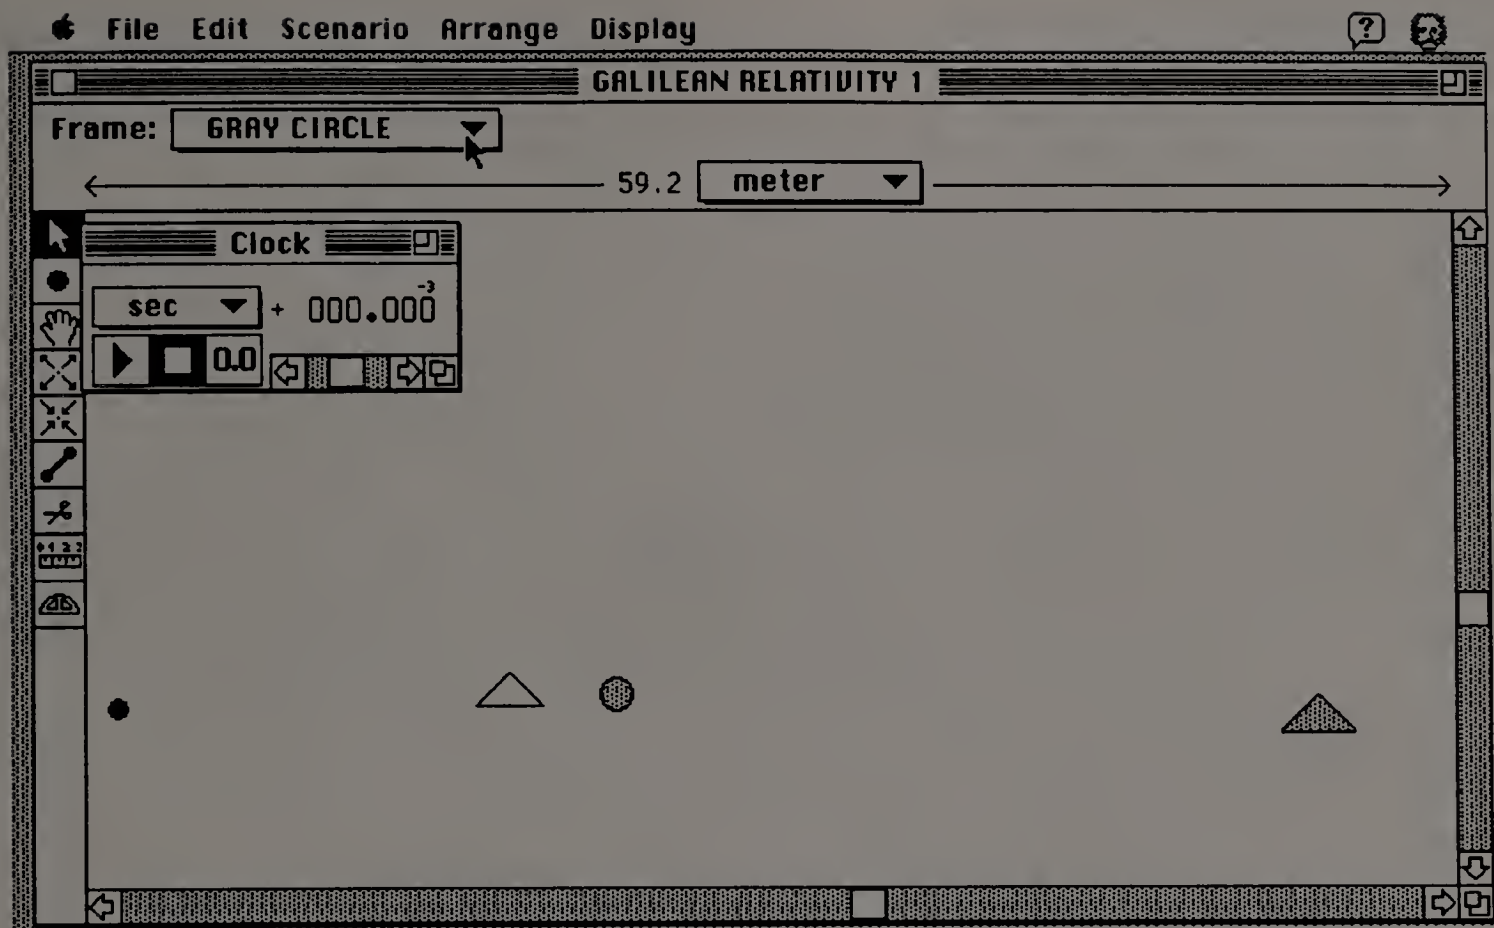 File Edit Scenario Arrange Display ?
GALILEAN RELATIVITY 1
Frame: GRAY CIRCLE
59.2 meter
Clock
sec + 000.000 -3
0.0